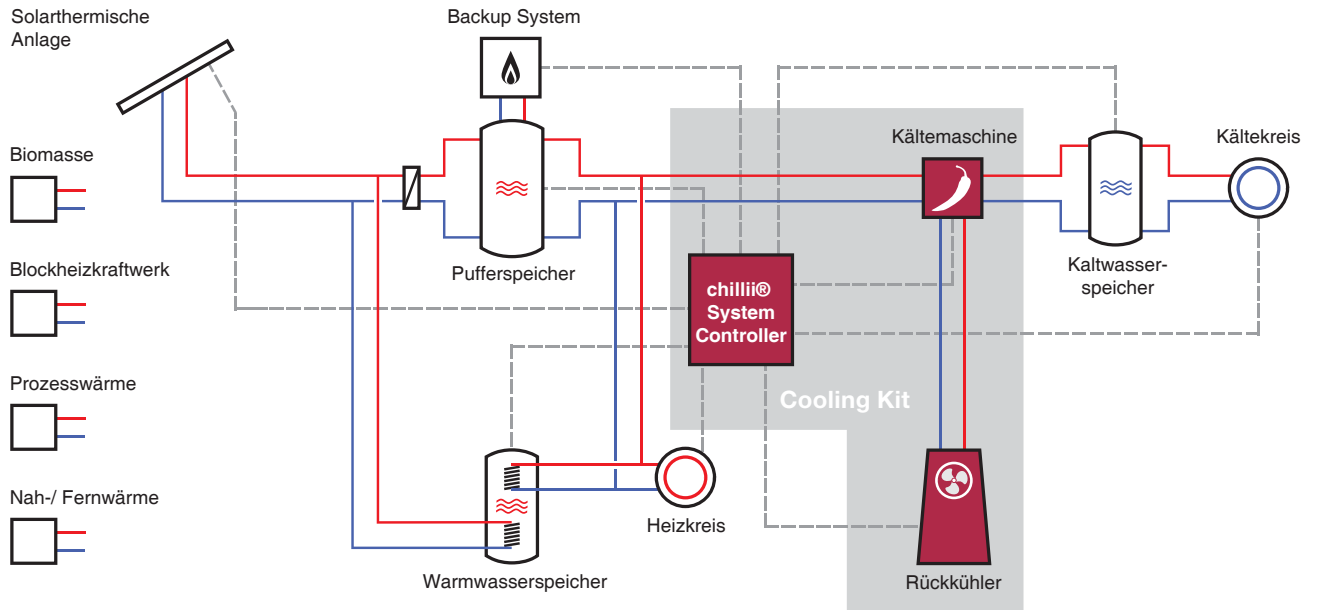 Solarthermische
Anlage
Backup System
Biomasse
Blockheizkraftwerk
Prozesswärme
Nah-/ Fernwärme
Pufferspeicher
Kältemaschine
Kältekreis
Kaltwasser-
speicher
chillii®
System
Controller
Cooling Kit
Heizkreis
Warmwasserspeicher
Rückkühler